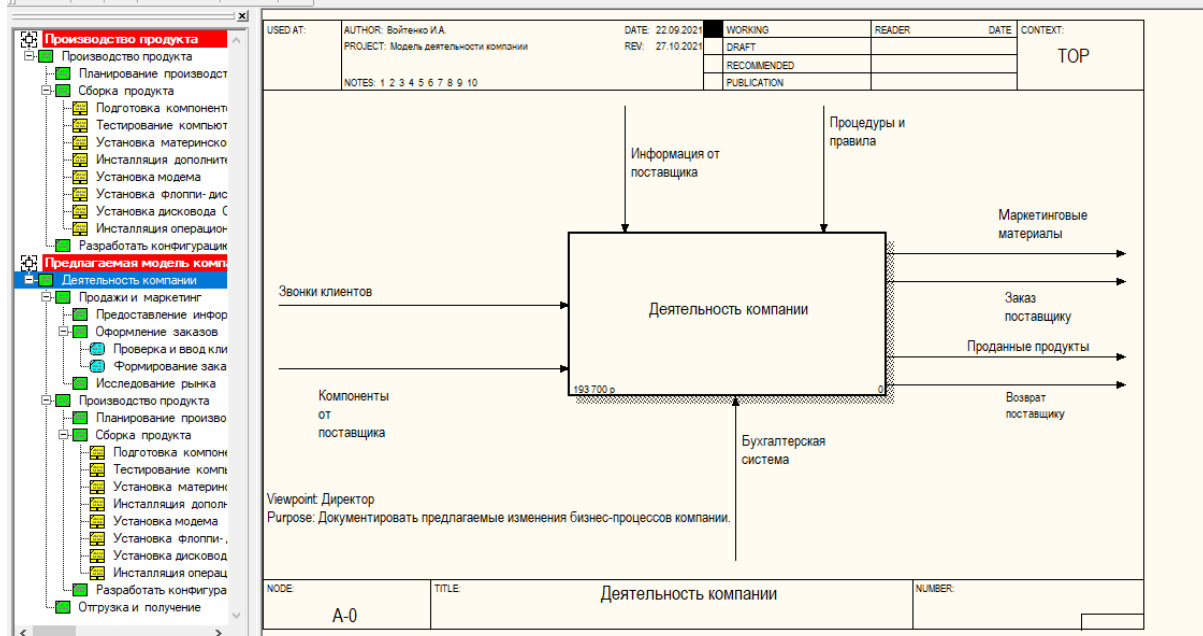 Производство продукта
Производство продукта
Планирование производст
Сборка продукта
Подготовка компонент
Тестирование компьют
Установка материнско
Инсталляция дополните
Установка модема
Установка флоппи-дис
Установка дисковода С
Инсталляция операцион
Разработать конфигурацию
Предлагаемая модель компа
Деятельность компании
Продажи и маркетинг
Предоставление инфор
Оформление заказов
Проверка и ввод кли
Формирование зака
Исследование рынка
Производство продукта
Планирование произво
Сборка продукта
Подготовка компоне
Тестирование компь
Установка материнс
Инсталляция дополн
Установка модема
Установка флоппи-
Установка дисковод
Инсталляция операц
Разработать конфигура
Отгрузка и получение
USED AT:
AUTHOR: Войтенко И.А.
DATE: 22.09.2021
PROJECT: Модель деятельности компании
REV: 27.10.2021
NOTES: 1 2 3 4 5 6 7 8 9 10
WORKING
DRAFT
RECOMMENDED
PUBLICATION
READER
DATE
CONTEXT:
TOP
Информация от
поставщика
Процедуры и
правила
Звонки клиентов
Компоненты
от
поставщика
Деятельность компании
193 700 р
0
Маркетинговые
материалы
Заказ
поставщику
Проданные продукты
Возврат
поставщику
Бухгалтерская
система
Viewpoint: Директор
Purpose: Документировать предлагаемые изменения бизнес-процессов компании.
NODE:
A-0
TITLE:
Деятельность компании
NUMBER: